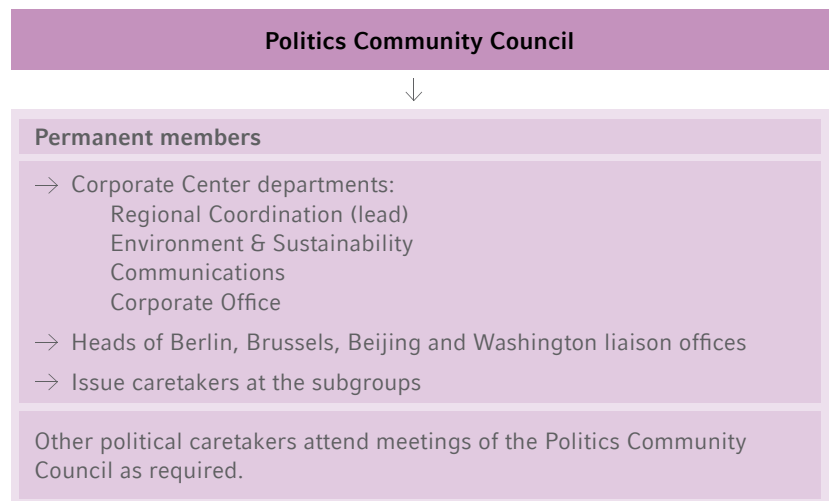 Politics Community Council
↓
Permanent members
→ Corporate Center departments:
Regional Coordination (lead)
Environment & Sustainability
Communications
Corporate Office
→ Heads of Berlin, Brussels, Beijing and Washington liaison offices
→ Issue caretakers at the subgroups
Other political caretakers attend meetings of the Politics Community
Council as required.